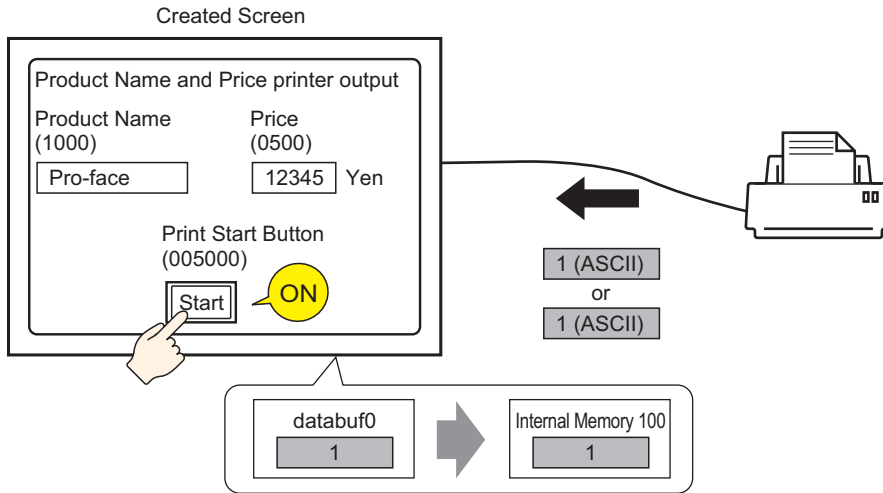 Created Screen
Product Name and Price printer output
Product Name
(1000)
Price
(0500)
Pro-face
12345 Yen
Print Start Button
(005000)
Start
ON
1 (ASCII)
or
1 (ASCII)
databuf0
1
Internal Memory 100
1